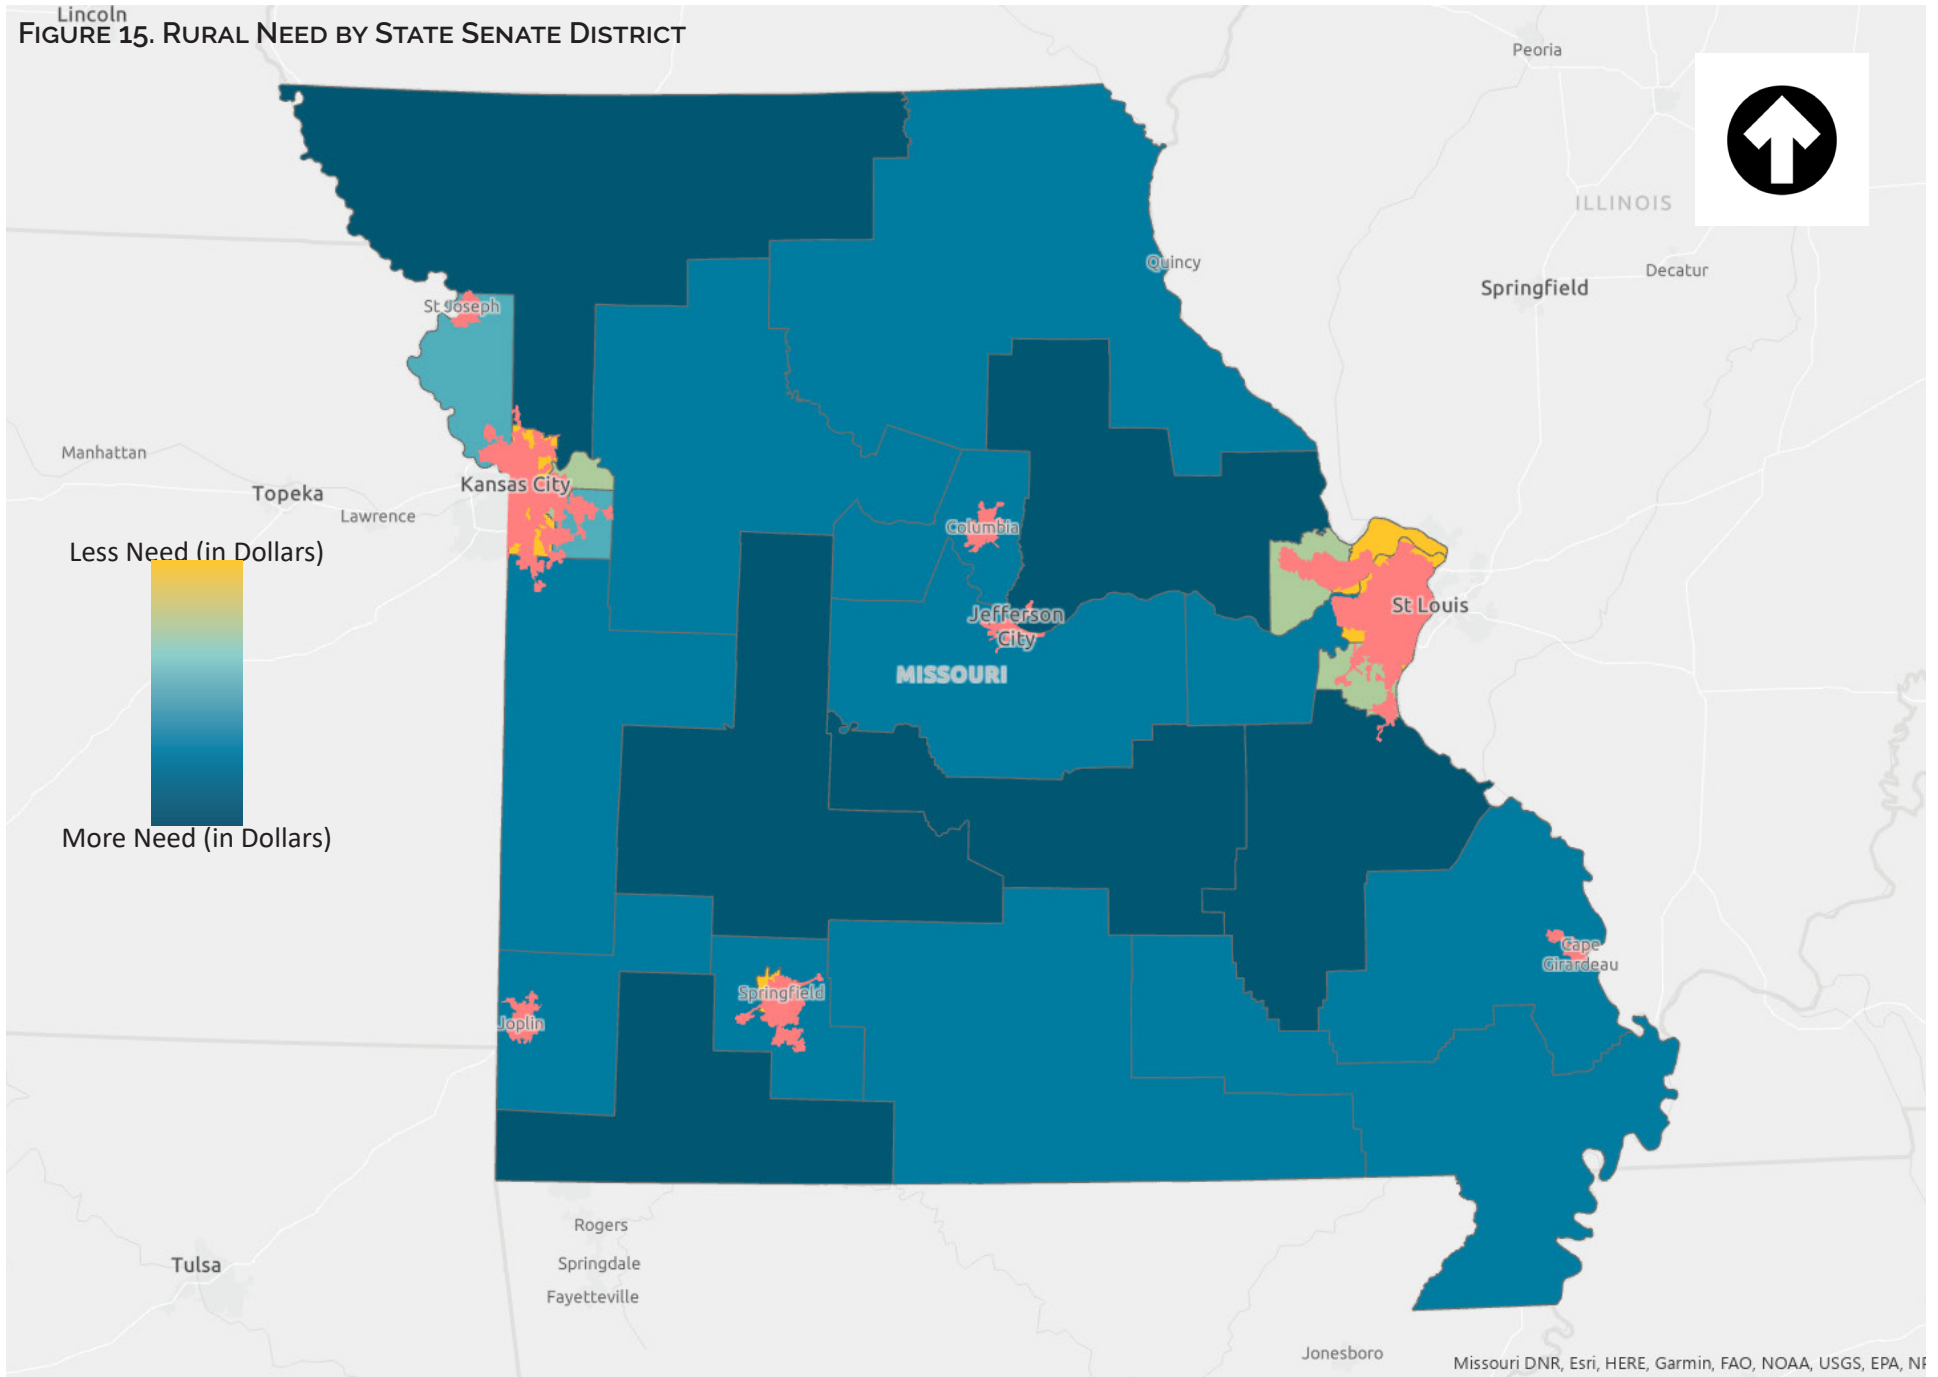 Lincoln
FIGURE 15. RURAL NEED BY STATE SENATE DISTRICT
Peoria
ILLINOIS
Quincy
Decatur
Springfield
St Joseph
Manhattan
Kansas City
Topeka
Lawrence
Columbia
Less Need (in Dollars)
St Louis
Jefferson
City
MISSOURI
More Need (in Dollars)
Cape
Girardeau
Springfield
Joplin
Rogers
Springdale
Tulsa
Fayetteville
Jonesboro
Missouri DNR, Esri, HERE, Garmin, FAO, NOAA, USGS, EPA, NP